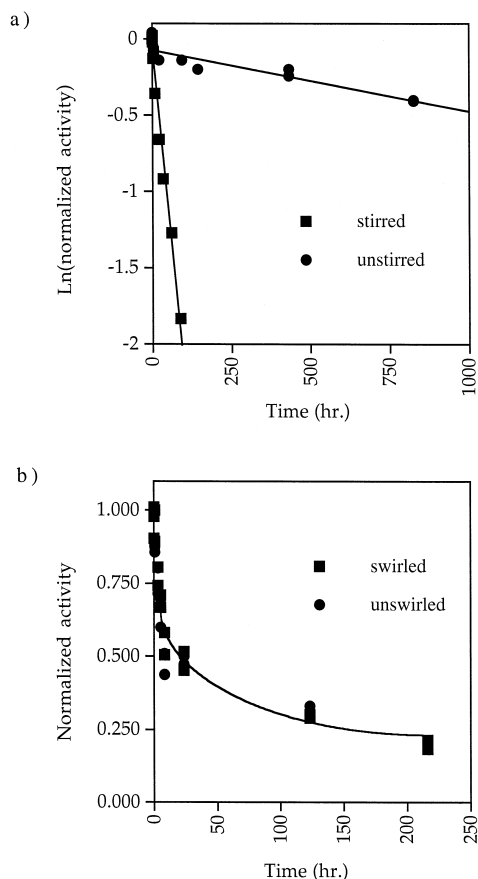 a)
Ln(normalized activity)
0
-0.5
-1
-1.5
-2
stirred
unstirred
0
250
500
750
1000
Time (hr.)
b)
Normalized activity
1.000
0.750
0.500
0.250
0.000
swirled
unswirled
0
50
100
150
200
250
Time (hr.)